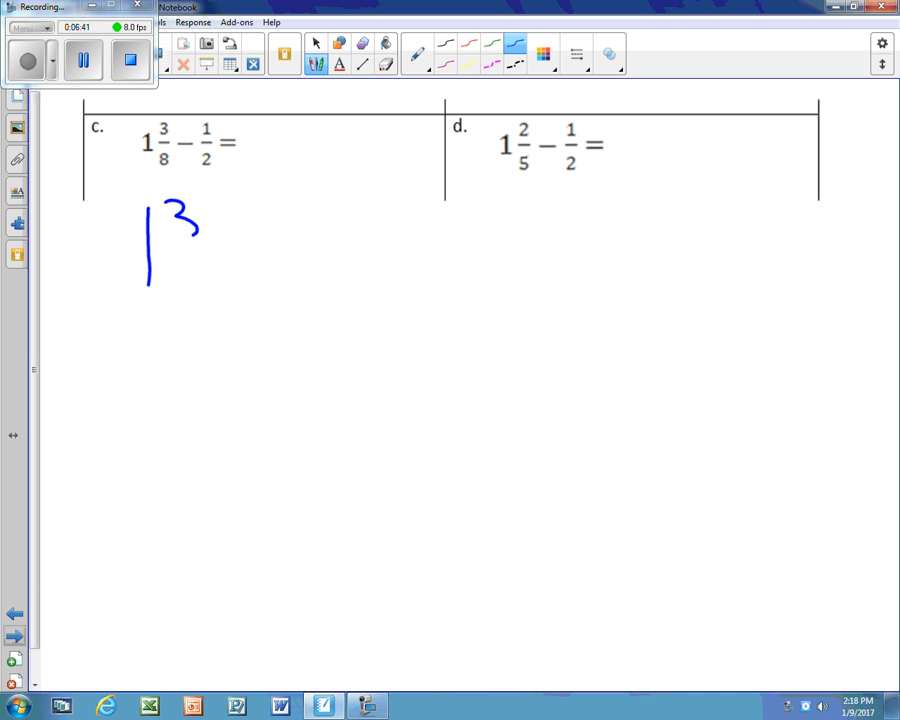 Recording... Notebook
Menu 0:06:41 8.0 fps
ols Response Add-ons Help
A
c. 1 3/8 − 1/2 =
d. 1 2/5 − 1/2 =
1 3
2:18 PM
1/9/2017